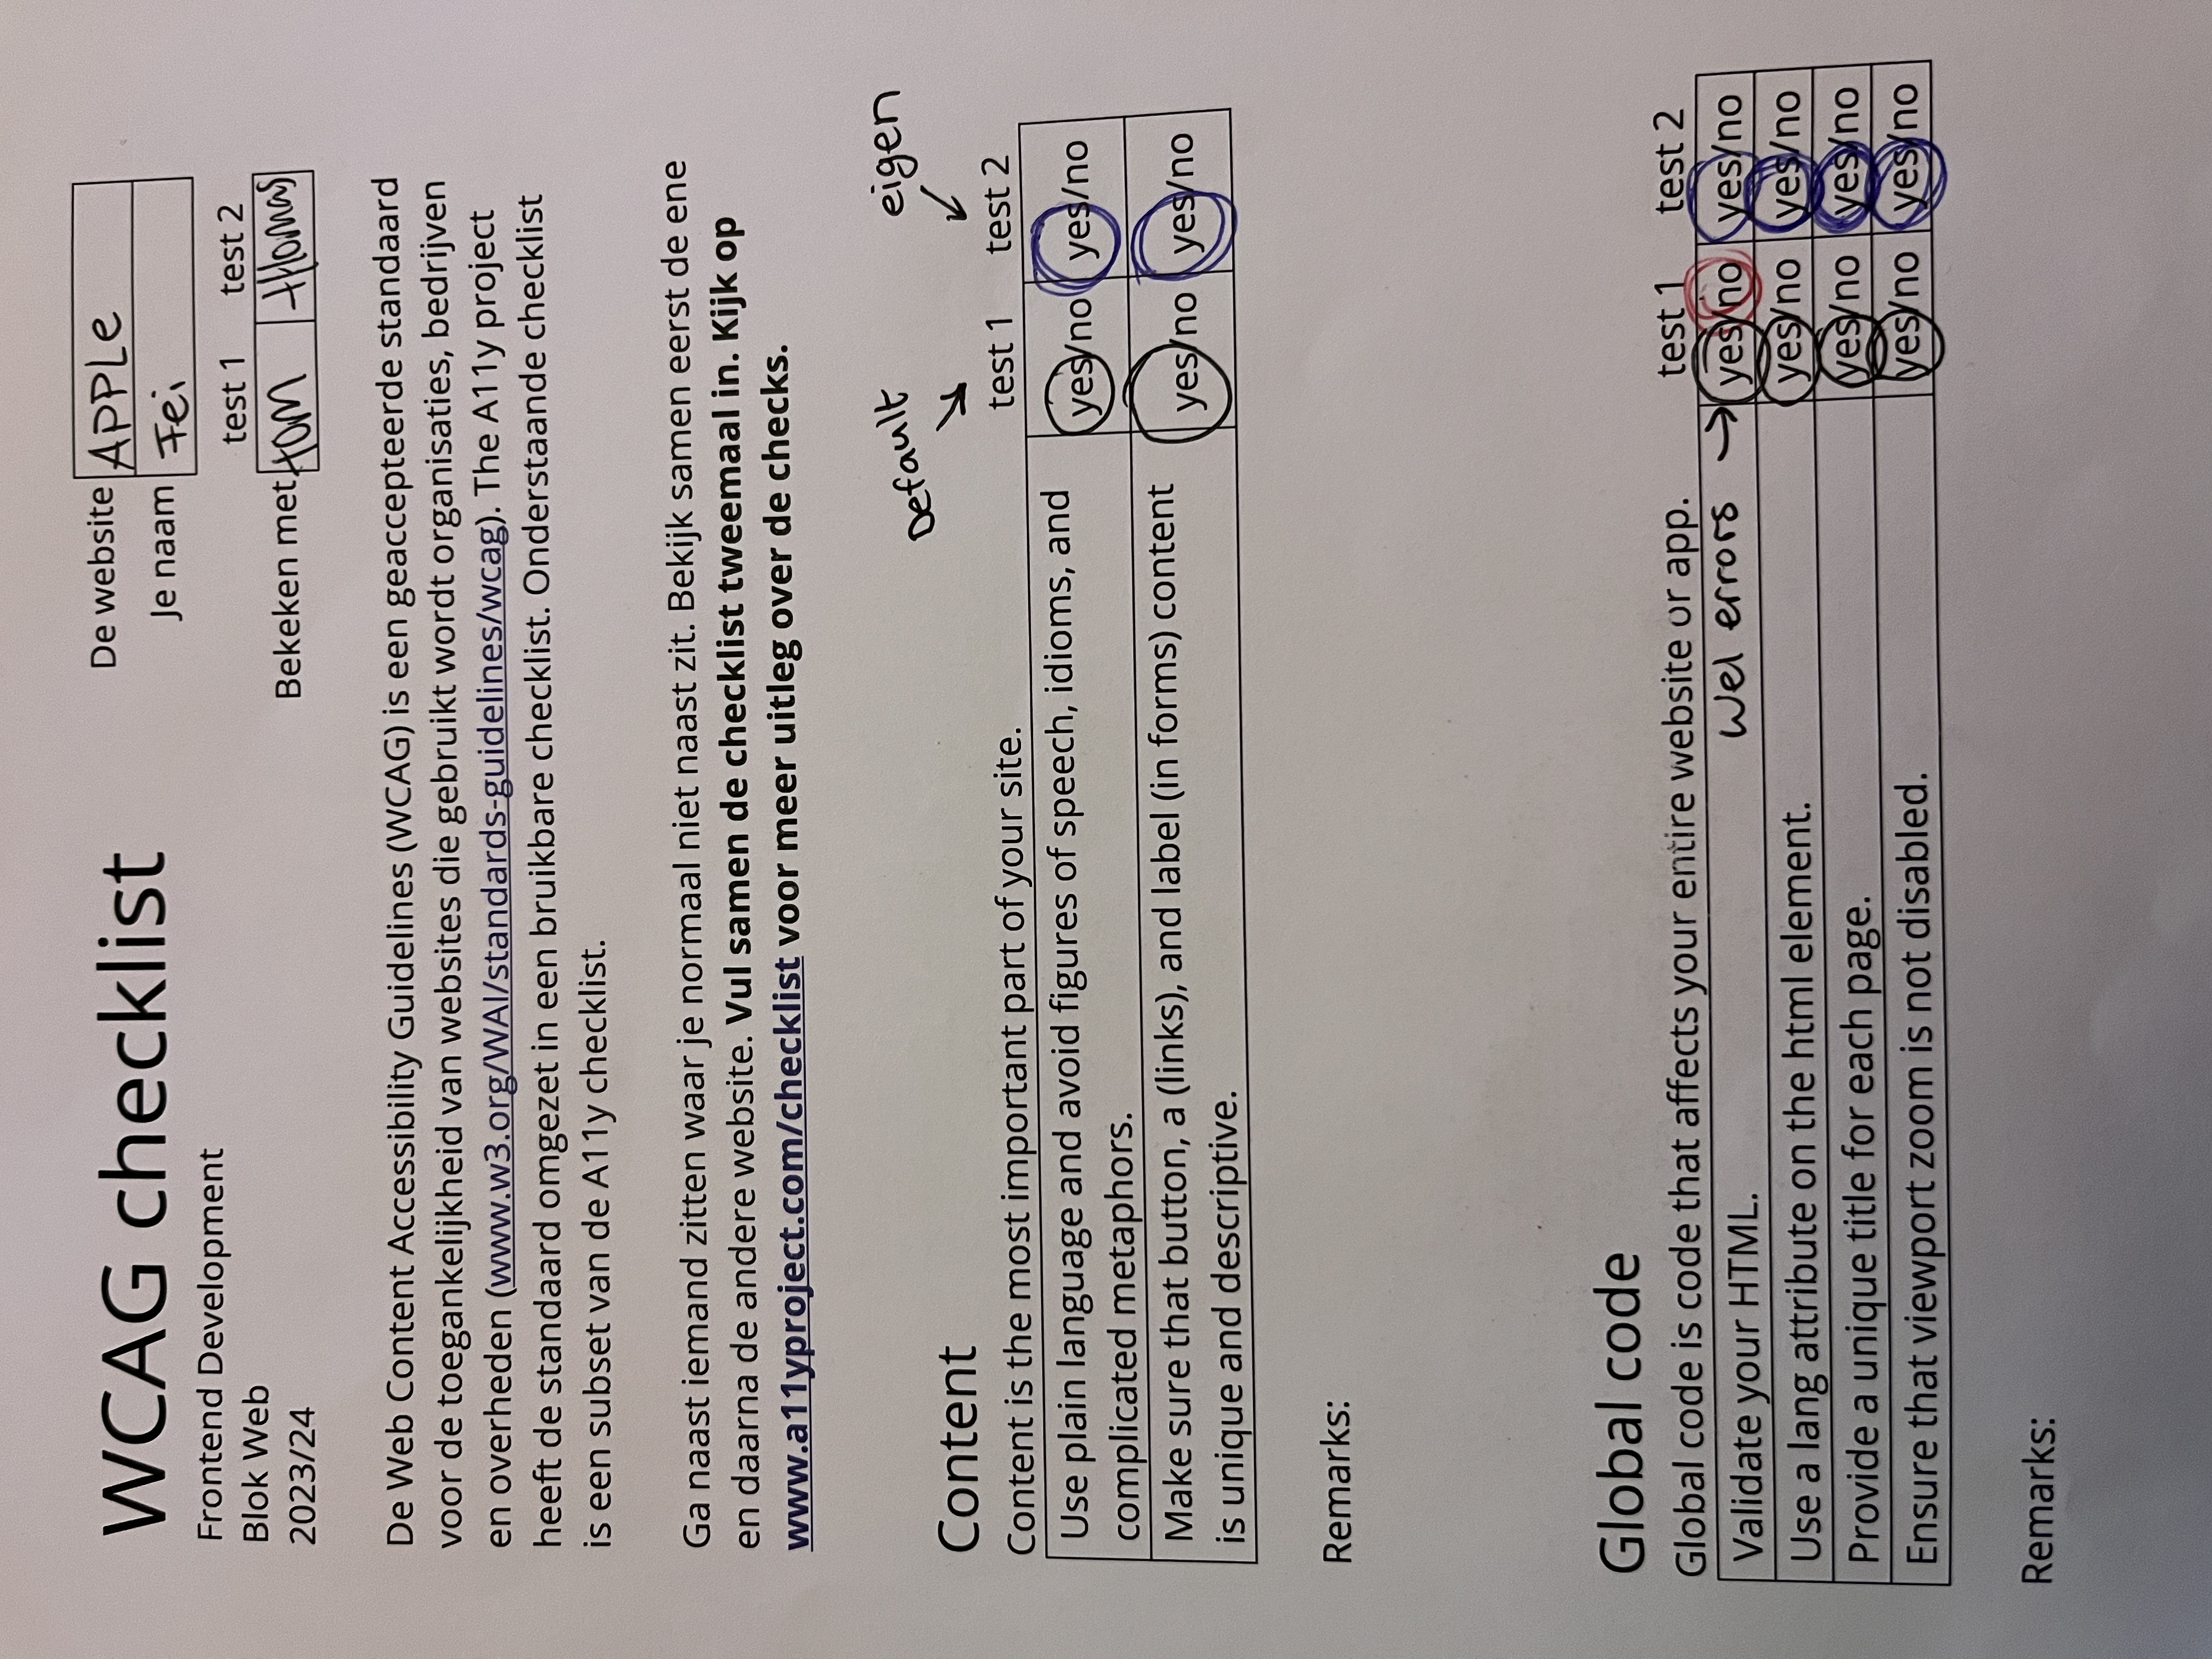 WCAG checklist
Frontend Development
Blok Web
2023/24
De website APPLe
Je naam Fei
test 1 test 2
Bekeken met tom tHomas
De Web Content Accessibility Guidelines (WCAG) is een geaccepteerde standaard
voor de toegankelijkheid van websites die gebruikt wordt organisaties, bedrijven
en overheden (www.w3.org/WAI/standards-guidelines/wcag). The A11y project
heeft de standaard omgezet in een bruikbare checklist. Onderstaande checklist
is een subset van de A11y checklist.
Ga naast iemand zitten waar je normaal niet naast zit. Bekijk samen eerst de ene
en daarna de andere website. Vul samen de checklist tweemaal in. Kijk op
www.a11yproject.com/checklist voor meer uitleg over de checks.
Default eigen
Content
Content is the most important part of your site. test 1 test 2
Use plain language and avoid figures of speech, idioms, and
complicated metaphors. yes/no yes/no
Make sure that button, a (links), and label (in forms) content
is unique and descriptive. yes/no yes/no
Remarks:
Global code
Global code is code that affects your entire website or app. test 1 test 2
Validate your HTML. Wel errors → yes/no yes/no
Use a lang attribute on the html element. yes/no yes/no
Provide a unique title for each page. yes/no yes/no
Ensure that viewport zoom is not disabled. yes/no yes/no
Remarks: